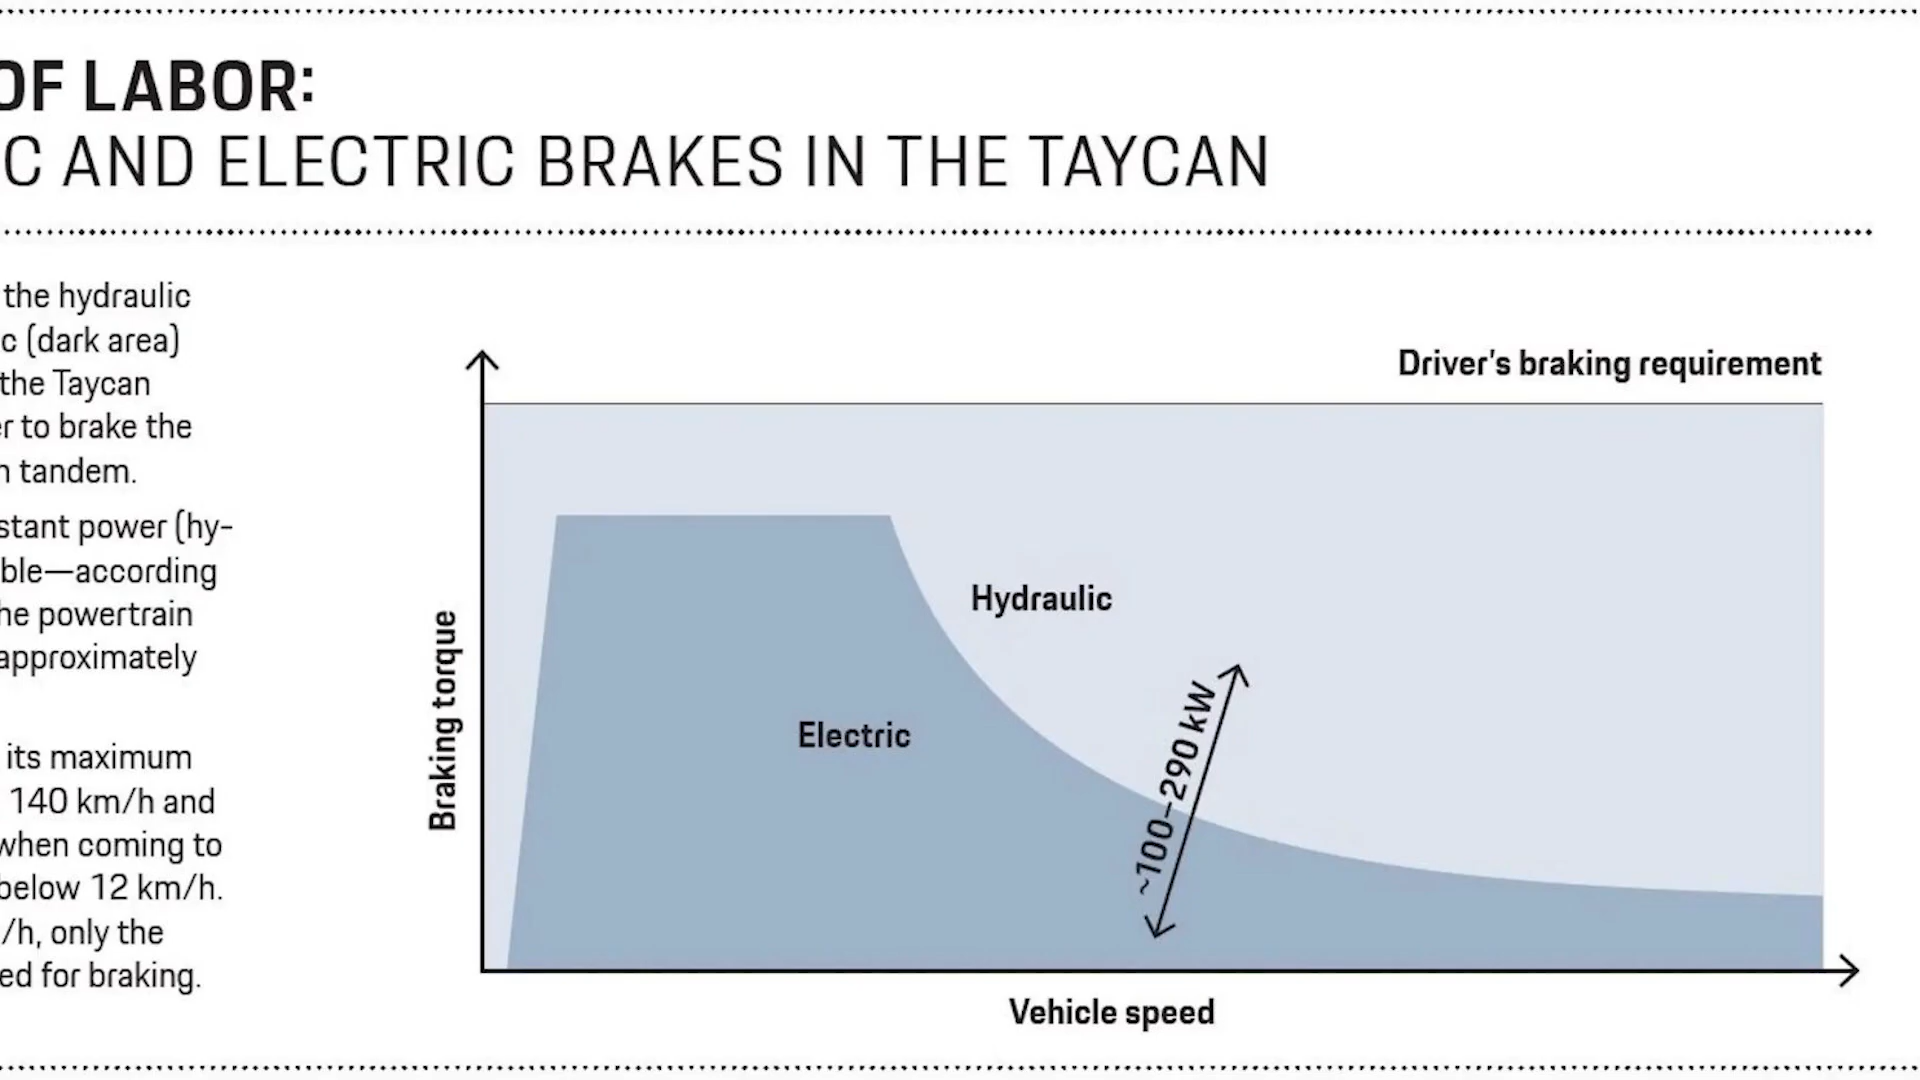 OF LABOR:
C AND ELECTRIC BRAKES IN THE TAYCAN
the hydraulic
c (dark area)
the Taycan
r to brake the
n tandem.
stant power (hy-
ble—according
he powertrain
approximately
its maximum
140 km/h and
when coming to
below 12 km/h.
/h, only the
ed for braking.
Driver's braking requirement
Hydraulic
Electric
~100–290 kW
Braking torque
Vehicle speed